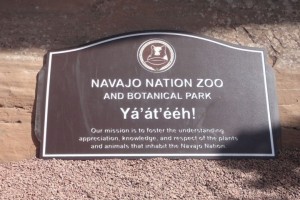 NAVAJO NATION ZOO
AND BOTANICAL PARK
Yá'át'ééh!
Our mission is to foster the understanding,
appreciation, knowledge, and respect of the plants
and animals that inhabit the Navajo Nation.